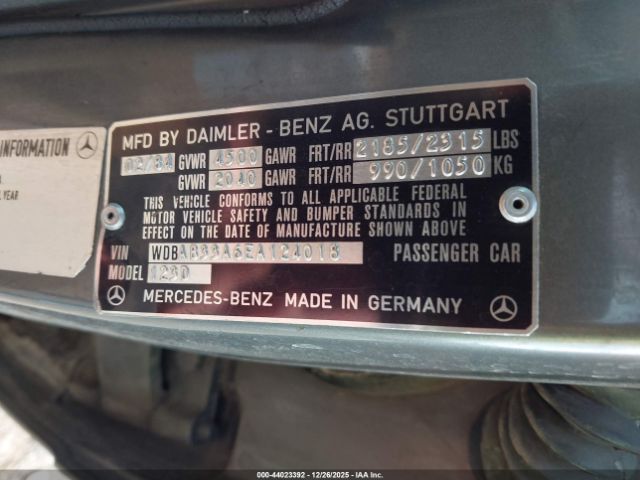 INFORMATION
YEAR
MFD BY DAIMLER - BENZ AG. STUTTGART
02/84 GVWR 4500 GAWR FRT/RR 2185/2315 LBS
GVWR 2040 GAWR FRT/RR 990/1050 KG
THIS VEHICLE CONFORMS TO ALL APPLICABLE FEDERAL
MOTOR VEHICLE SAFETY AND BUMPER STANDARDS IN
EFFECT ON THE DATE OF MANUFACTURE SHOWN ABOVE
VIN WDBAB33A6EA124018 PASSENGER CAR
MODEL 123D
MERCEDES-BENZ MADE IN GERMANY
000-44023392 | 12/26/2025 | IAA Inc.